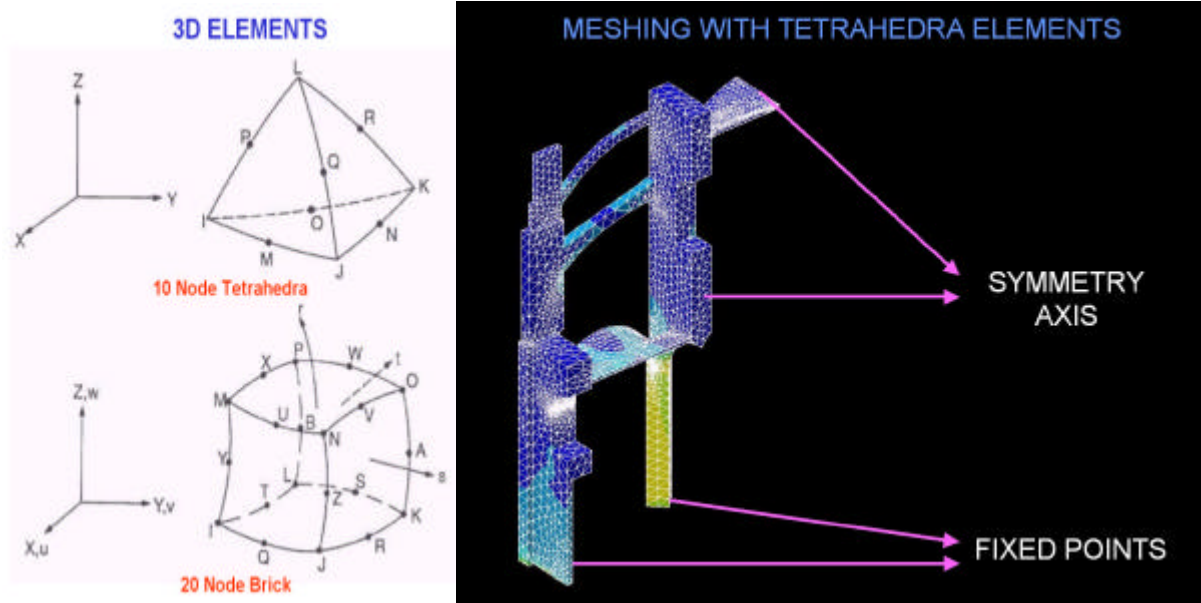 3D ELEMENTS
Z
Y
X
L
R
P
Q
K
I
O
N
M
J
10 Node Tetrahedra
r
Z,w
Y,v
X,u
P
W
t
X
O
M
U
B
N
V
Y
A
L
s
T
Z
S
I
K
Q
J
R
20 Node Brick
MESHING WITH TETRAHEDRA ELEMENTS
SYMMETRY
AXIS
FIXED POINTS